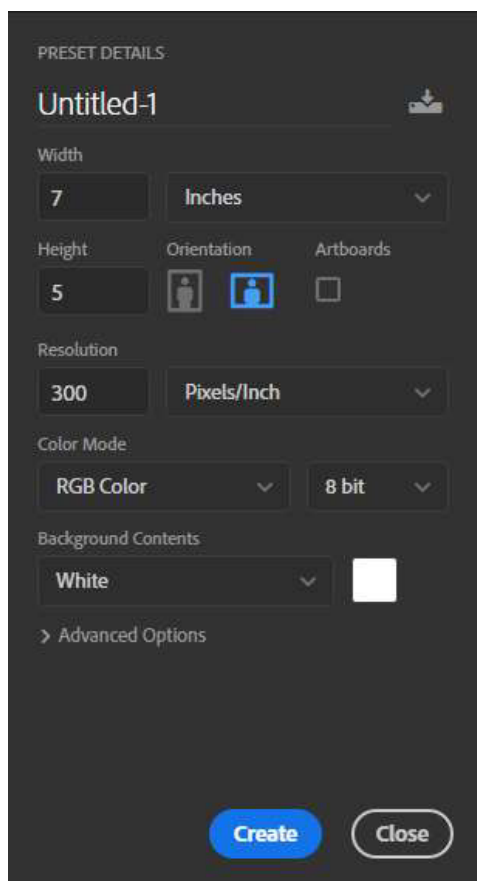 PRESET DETAILS
Untitled-1
Width
7 Inches
Height Orientation Artboards
5
Resolution
300 Pixels/Inch
Color Mode
RGB Color 8 bit
Background Contents
White
Advanced Options
Create Close